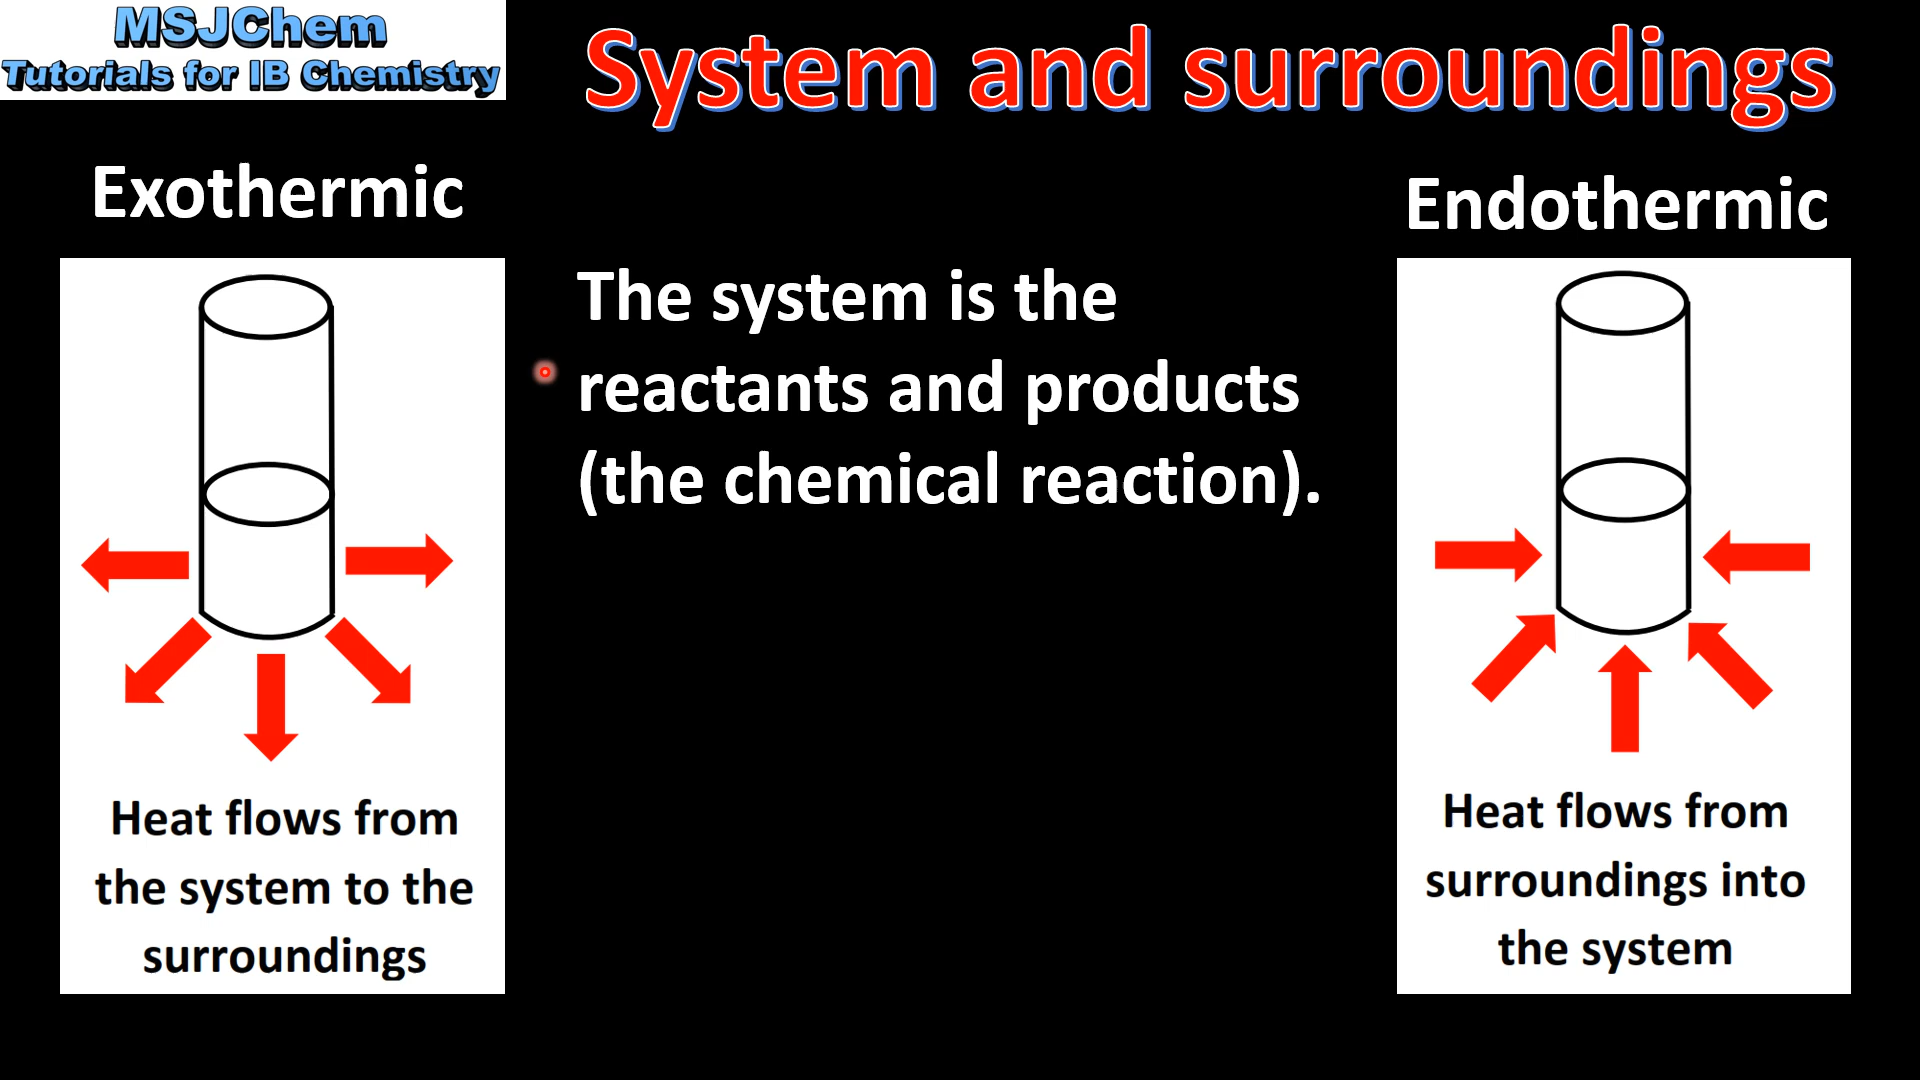 MSJChem
Tutorials for IB Chemistry
System and surroundings
Exothermic
Endothermic
The system is the
reactants and products
(the chemical reaction).
Heat flows from
the system to the
surroundings
Heat flows from
surroundings into
the system